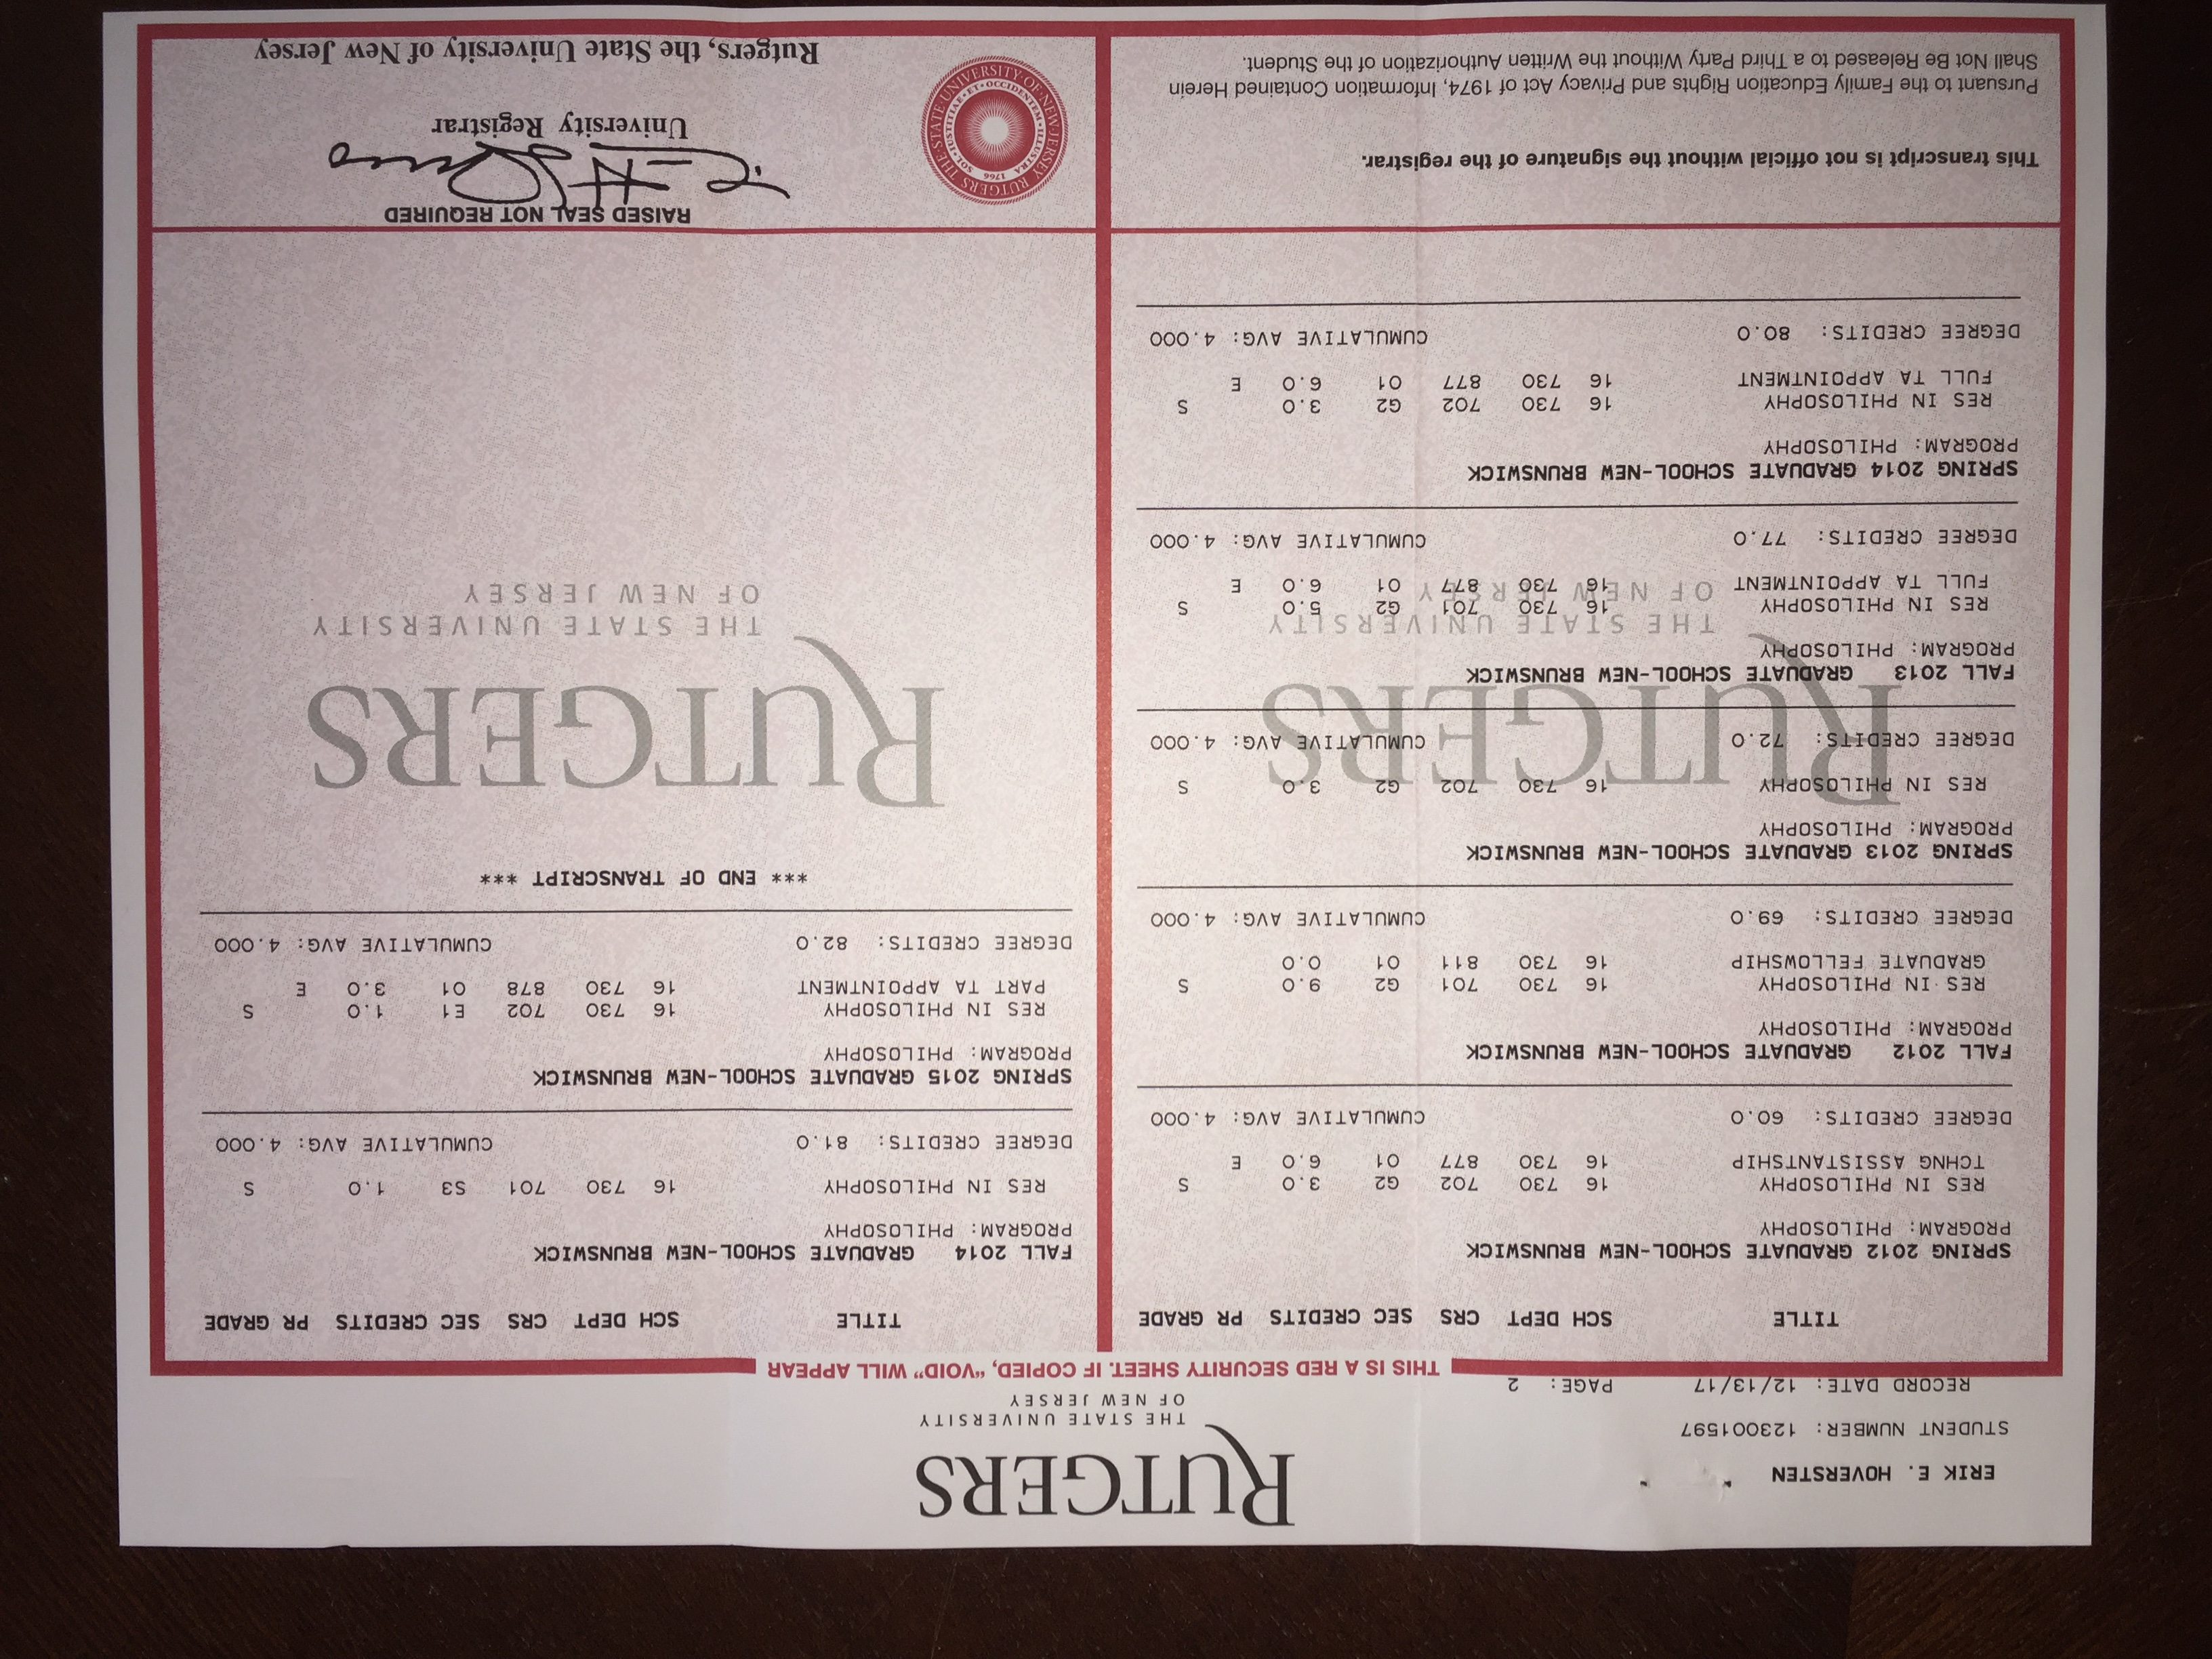 RUTGERS
THE STATE UNIVERSITY
OF NEW JERSEY
ERIK E. HOVERSTEN
STUDENT NUMBER: 123001597
RECORD DATE: 12/13/17 PAGE: 2
THIS IS A RED SECURITY SHEET. IF COPIED, "VOID" WILL APPEAR
TITLE SCH DEPT CRS SEC CREDITS PR GRADE
SPRING 2012 GRADUATE SCHOOL-NEW BRUNSWICK
PROGRAM: PHILOSOPHY
RES IN PHILOSOPHY 16 730 702 G2 3.0 S
TCHNG ASSISTANTSHIP 16 730 877 01 6.0 E
DEGREE CREDITS: 60.0 CUMULATIVE AVG: 4.000
FALL 2012 GRADUATE SCHOOL-NEW BRUNSWICK
PROGRAM: PHILOSOPHY
RES IN PHILOSOPHY 16 730 701 G2 9.0 S
GRADUATE FELLOWSHIP 16 730 811 01 0.0
DEGREE CREDITS: 69.0 CUMULATIVE AVG: 4.000
SPRING 2013 GRADUATE SCHOOL-NEW BRUNSWICK
PROGRAM: PHILOSOPHY
RES IN PHILOSOPHY 16 730 702 G2 3.0 S
DEGREE CREDITS: 72.0 CUMULATIVE AVG: 4.000
FALL 2013 GRADUATE SCHOOL-NEW BRUNSWICK
PROGRAM: PHILOSOPHY
RES IN PHILOSOPHY 16 730 701 G2 5.0 S
FULL TA APPOINTMENT 16 730 877 01 6.0 E
DEGREE CREDITS: 77.0 CUMULATIVE AVG: 4.000
SPRING 2014 GRADUATE SCHOOL-NEW BRUNSWICK
PROGRAM: PHILOSOPHY
RES IN PHILOSOPHY 16 730 702 G2 3.0 S
FULL TA APPOINTMENT 16 730 877 01 6.0 E
DEGREE CREDITS: 80.0 CUMULATIVE AVG: 4.000
RUTGERS
THE STATE UNIVERSITY
OF NEW JERSEY
TITLE SCH DEPT CRS SEC CREDITS PR GRADE
FALL 2014 GRADUATE SCHOOL-NEW BRUNSWICK
PROGRAM: PHILOSOPHY
RES IN PHILOSOPHY 16 730 701 S3 1.0 S
DEGREE CREDITS: 81.0 CUMULATIVE AVG: 4.000
SPRING 2015 GRADUATE SCHOOL-NEW BRUNSWICK
PROGRAM: PHILOSOPHY
RES IN PHILOSOPHY 16 730 702 E1 1.0 S
PART TA APPOINTMENT 16 730 878 01 3.0 E
DEGREE CREDITS: 82.0 CUMULATIVE AVG: 4.000
*** END OF TRANSCRIPT ***
RUTGERS
THE STATE UNIVERSITY
OF NEW JERSEY
This transcript is not official without the signature of the registrar.
Pursuant to the Family Education Rights and Privacy Act of 1974, Information Contained Herein
Shall Not Be Released to a Third Party Without the Written Authorization of the Student.
RUTGERS THE·STATE·UNIVERSITY·OF·NEW·JERSEY
SOL·IUSTITIAE·ET·OCCIDENTEM·ILLUSTRA
1766
RAISED SEAL NOT REQUIRED
University Registrar
Rutgers, the State University of New Jersey